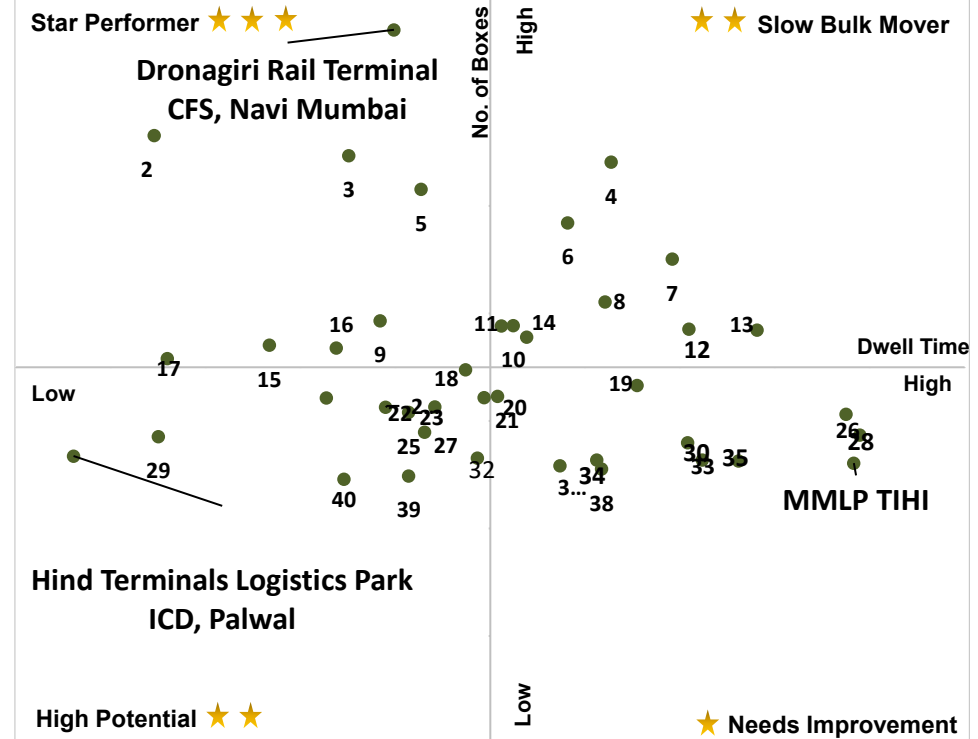 Star Performer
High
No. of Boxes
Slow Bulk Mover
Dronagiri Rail Terminal
CFS, Navi Mumbai
2
3
4
5
6
7
8
16
11
14
13
9
10
12
Dwell Time
17
15
18
19
High
Low
22
2
23
20
21
26
28
25
27
29
32
30
33
35
34
3…
38
40
39
MMLP TIHI
Hind Terminals Logistics Park
ICD, Palwal
Low
High Potential
Needs Improvement